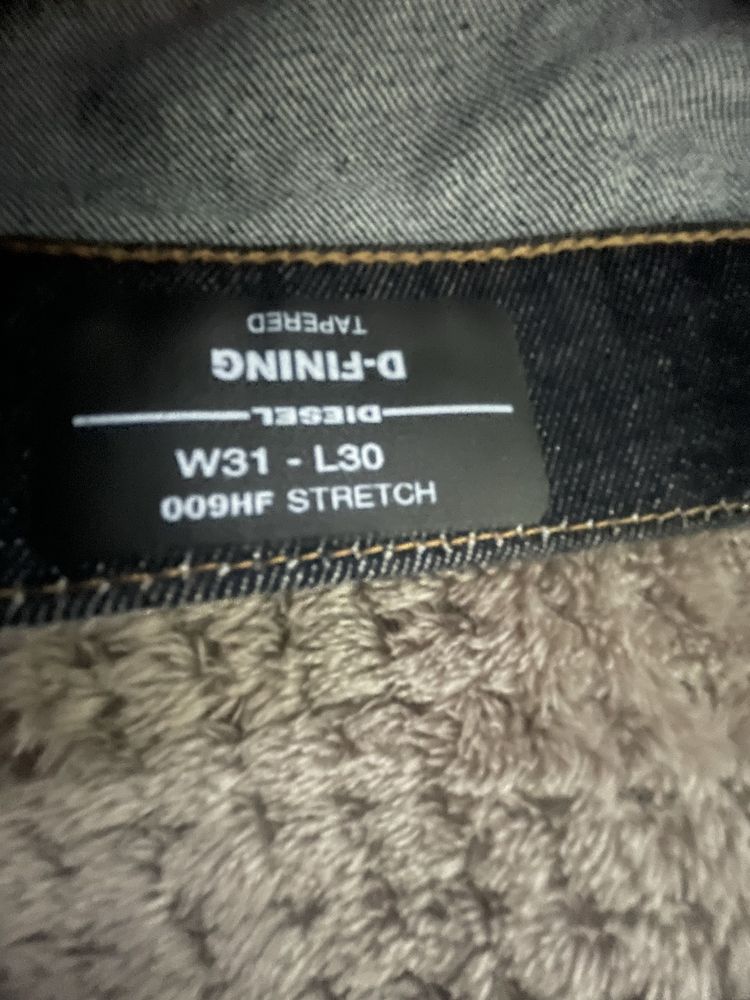 D-FINING
TAPERED
DIESEL
W31 - L30
009HF STRETCH